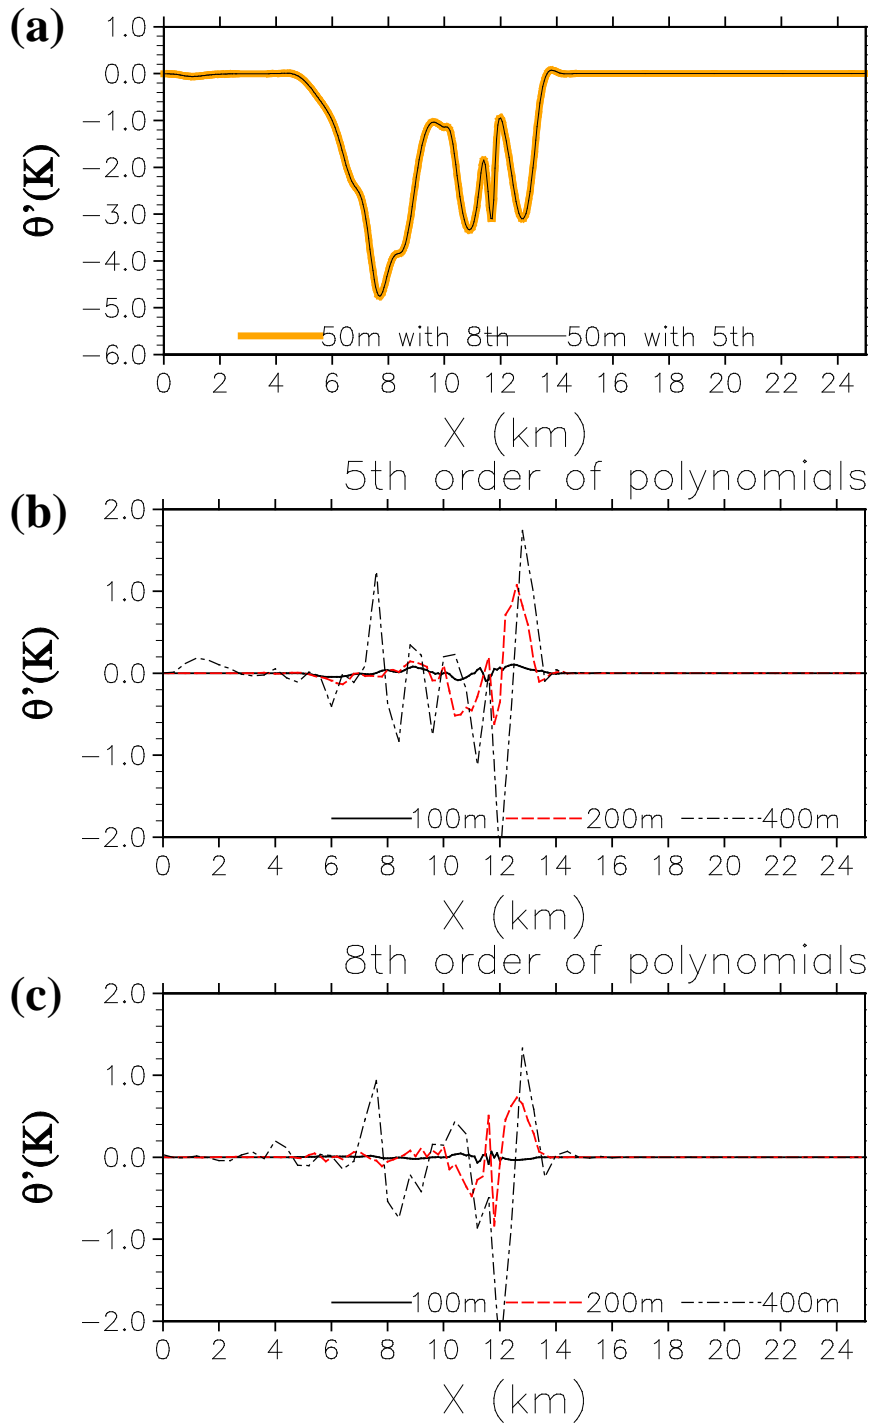 (a)
1.0
0.0
−1.0
−2.0
−3.0
−4.0
−5.0
−6.0
θ’(K)
50m with 8th 50m with 5th
0 2 4 6 8 10 12 14 16 18 20 22 24
X (km)
5th order of polynomials
(b)
2.0
1.0
0.0
−1.0
−2.0
θ’(K)
100m 200m 400m
0 2 4 6 8 10 12 14 16 18 20 22 24
X (km)
8th order of polynomials
(c)
2.0
1.0
0.0
−1.0
−2.0
θ’(K)
100m 200m 400m
0 2 4 6 8 10 12 14 16 18 20 22 24
X (km)